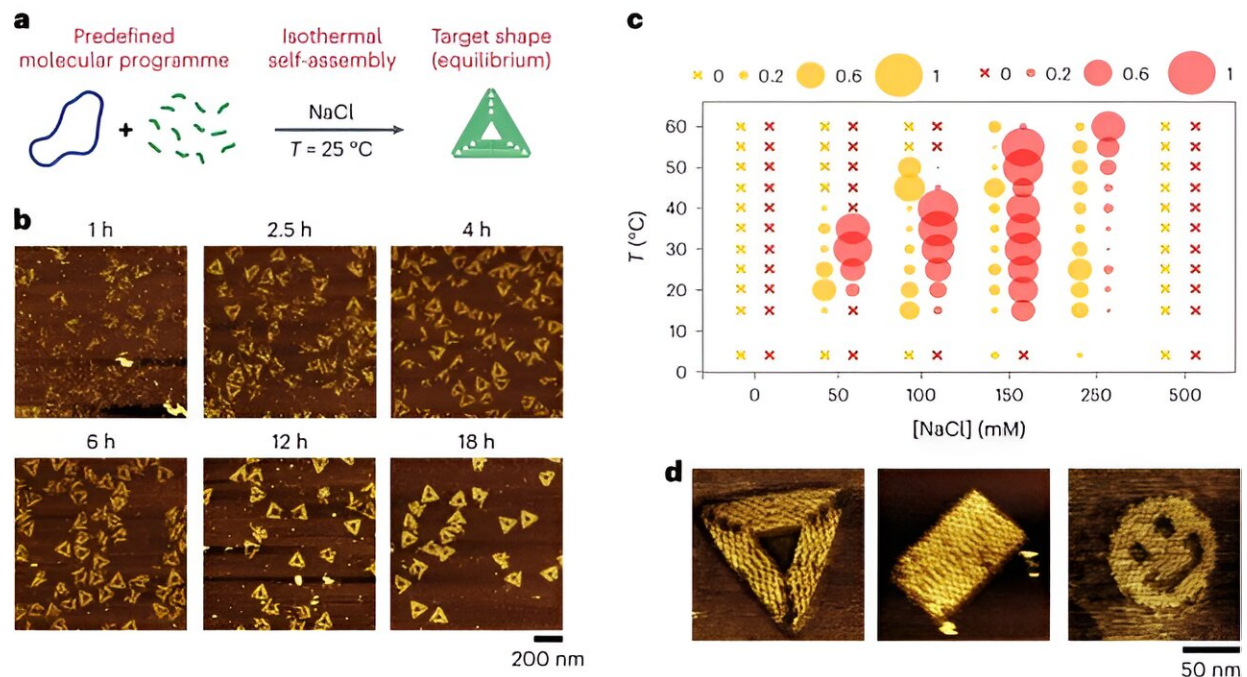 a
Predefined
molecular programme
Isothermal
self-assembly
Target shape
(equilibrium)
+
NaCl
T = 25 °C
b
1 h
2.5 h
4 h
6 h
12 h
18 h
200 nm
c
0 0.2 0.6 1
0 0.2 0.6 1
T (°C)
60
50
40
30
20
10
0
0 50 100 150 250 500
[NaCl] (mM)
d
50 nm